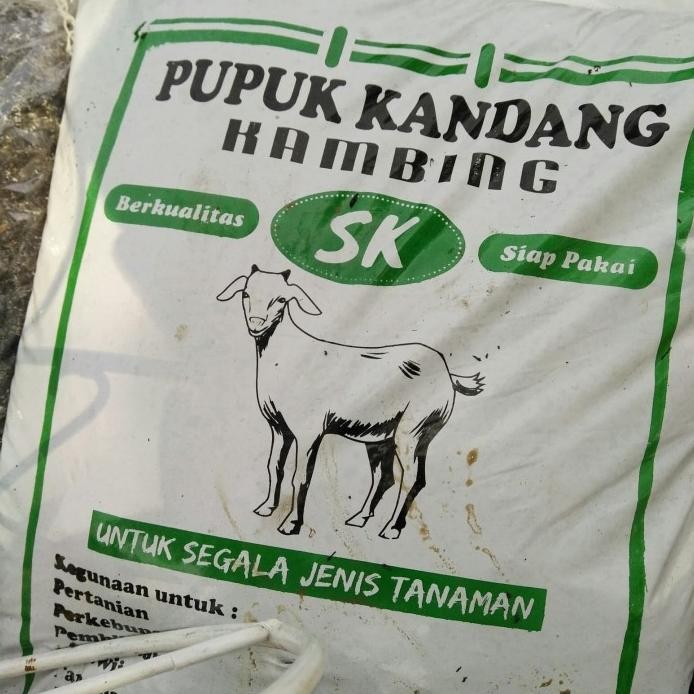 PUPUK KANDANG
KAMBING
Berkualitas
SK
Siap Pakai
UNTUK SEGALA JENIS TANAMAN
Kegunaan untuk :
Pertanian